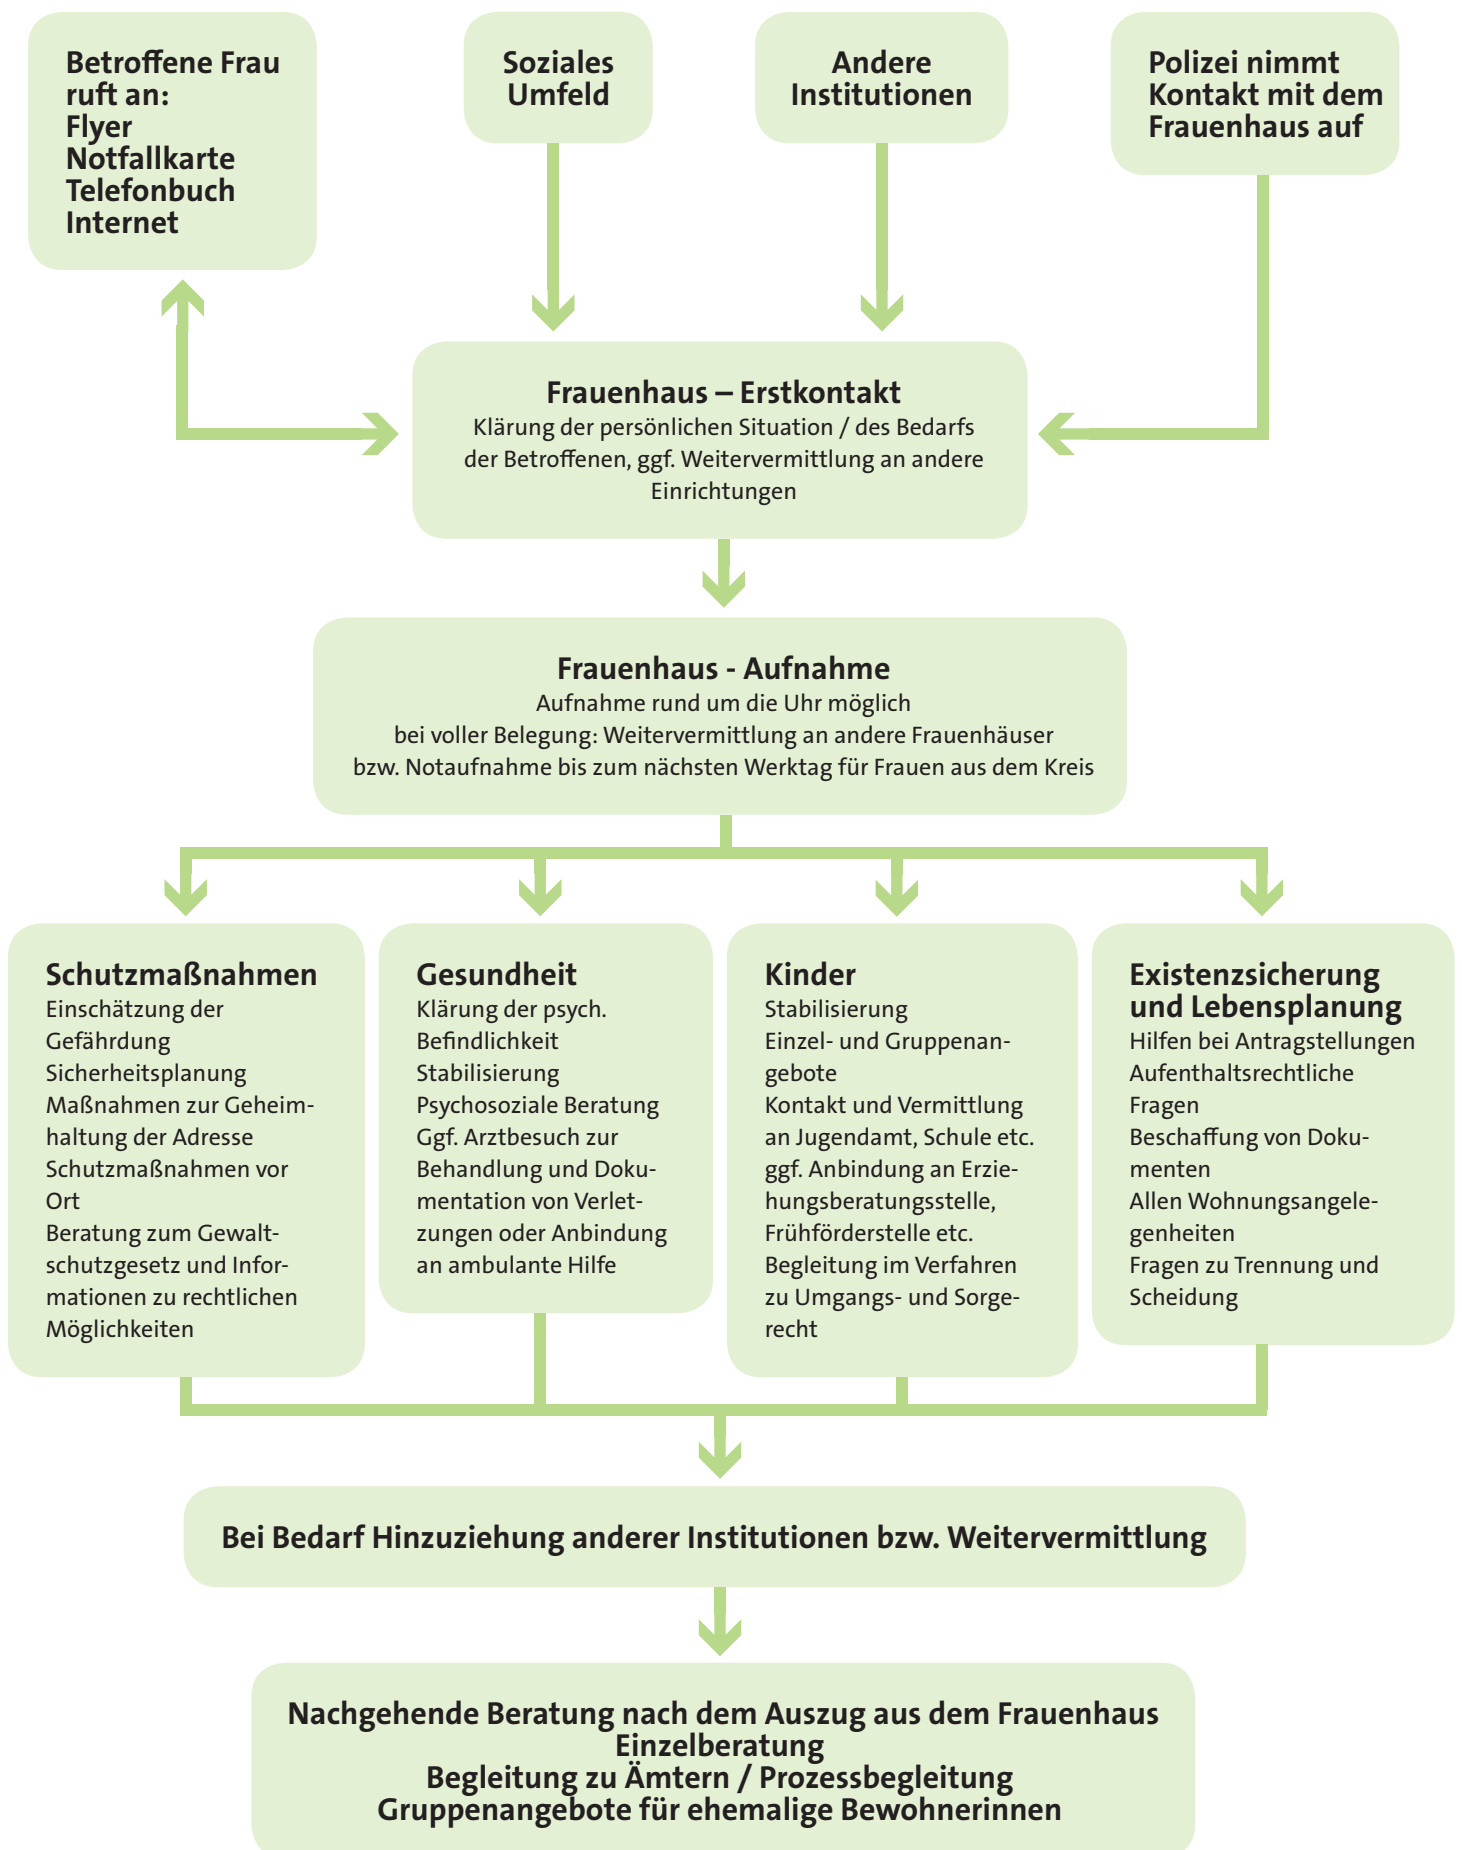 Betroffene Frau
ruft an:
Flyer
Notfallkarte
Telefonbuch
Internet
Soziales
Umfeld
Andere
Institutionen
Polizei nimmt
Kontakt mit dem
Frauenhaus auf
Frauenhaus – Erstkontakt
Klärung der persönlichen Situation / des Bedarfs
der Betroffenen, ggf. Weitervermittlung an andere
Einrichtungen
Frauenhaus - Aufnahme
Aufnahme rund um die Uhr möglich
bei voller Belegung: Weitervermittlung an andere Frauenhäuser
bzw. Notaufnahme bis zum nächsten Werktag für Frauen aus dem Kreis
Schutzmaßnahmen
Einschätzung der
Gefährdung
Sicherheitsplanung
Maßnahmen zur Geheim-
haltung der Adresse
Schutzmaßnahmen vor
Ort
Beratung zum Gewalt-
schutzgesetz und Infor-
mationen zu rechtlichen
Möglichkeiten
Gesundheit
Klärung der psych.
Befindlichkeit
Stabilisierung
Psychosoziale Beratung
Ggf. Arztbesuch zur
Behandlung und Doku-
mentation von Verlet-
zungen oder Anbindung
an ambulante Hilfe
Kinder
Stabilisierung
Einzel- und Gruppenan-
gebote
Kontakt und Vermittlung
an Jugendamt, Schule etc.
ggf. Anbindung an Erzie-
hungsberatungsstelle,
Frühförderstelle etc.
Begleitung im Verfahren
zu Umgangs- und Sorge-
recht
Existenzsicherung
und Lebensplanung
Hilfen bei Antragstellungen
Aufenthaltsrechtliche
Fragen
Beschaffung von Doku-
menten
Allen Wohnungsangele-
genheiten
Fragen zu Trennung und
Scheidung
Bei Bedarf Hinzuziehung anderer Institutionen bzw. Weitervermittlung
Nachgehende Beratung nach dem Auszug aus dem Frauenhaus
Einzelberatung
Begleitung zu Ämtern / Prozessbegleitung
Gruppenangebote für ehemalige Bewohnerinnen